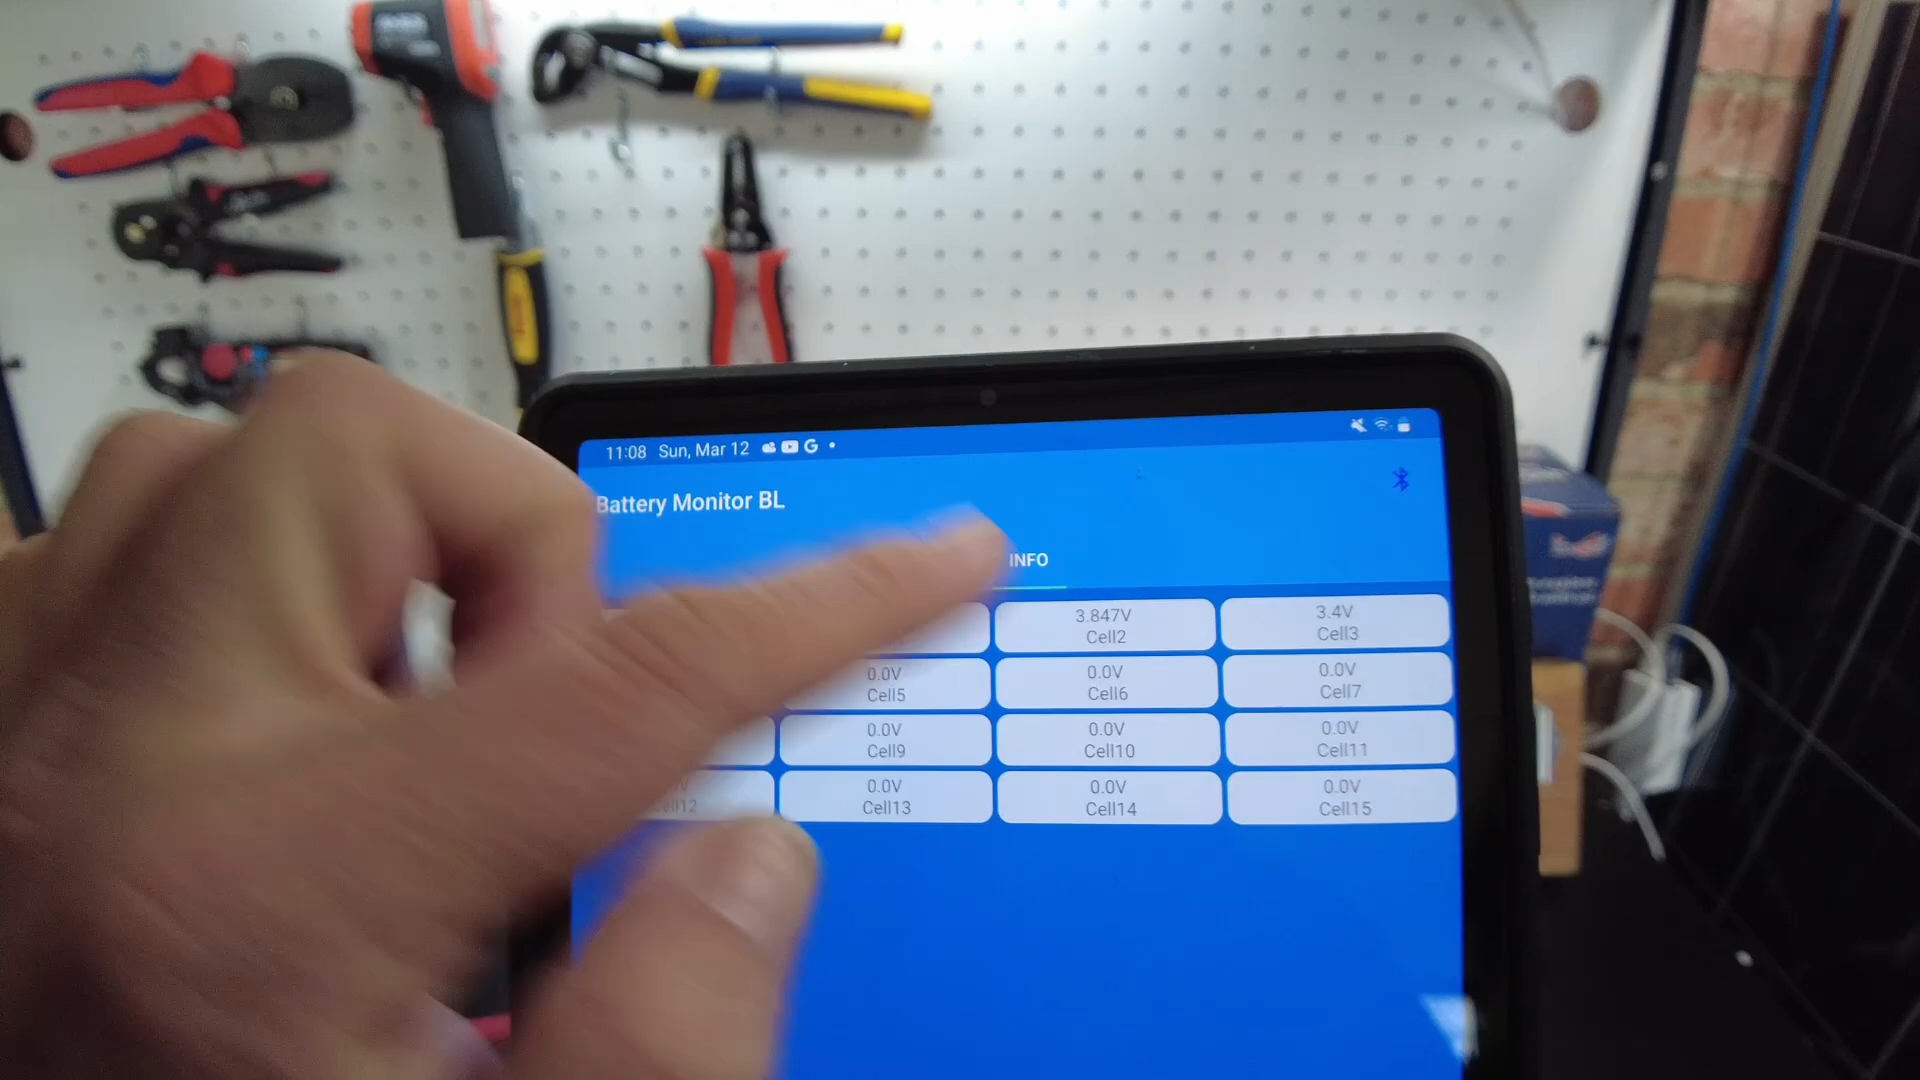 11:08 Sun, Mar 12
Battery Monitor BL
INFO
3.847V
Cell2
3.4V
Cell3
0.0V
Cell5
0.0V
Cell6
0.0V
Cell7
0.0V
Cell9
0.0V
Cell10
0.0V
Cell11
Cell12
0.0V
Cell13
0.0V
Cell14
0.0V
Cell15